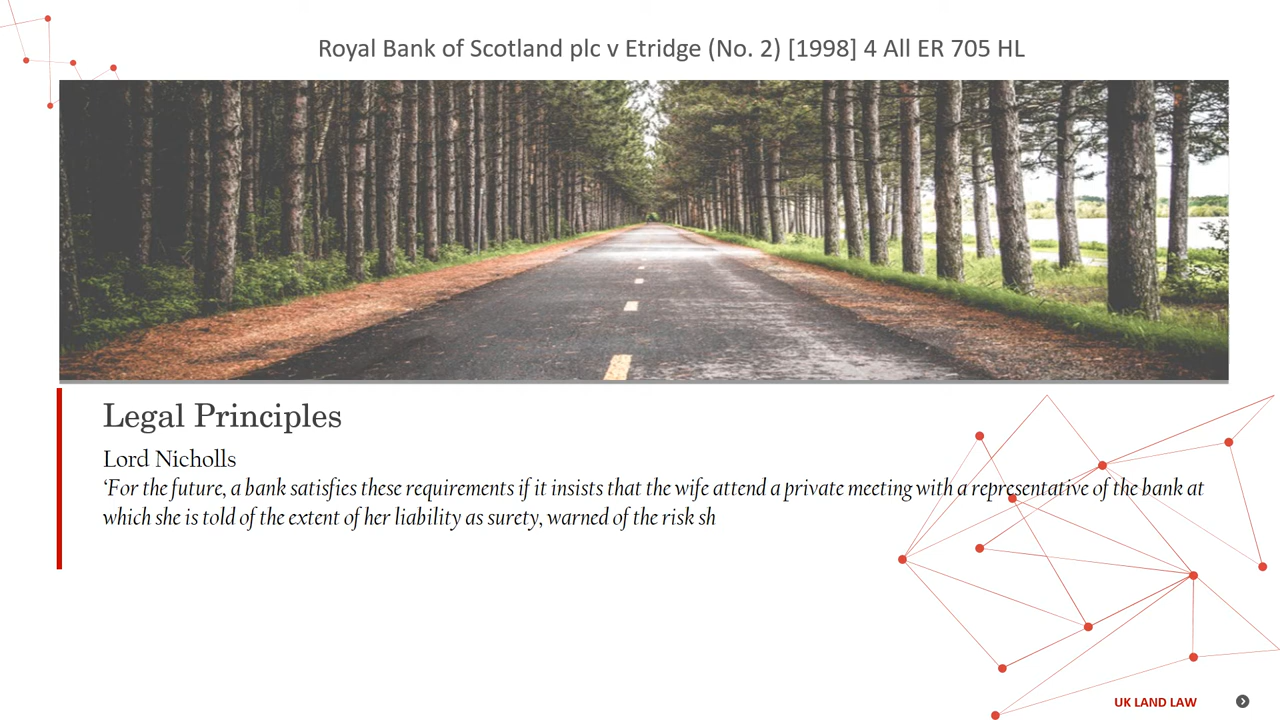 Royal Bank of Scotland plc v Etridge (No. 2) [1998] 4 All ER 705 HL
Legal Principles
Lord Nicholls
‘For the future, a bank satisfies these requirements if it insists that the wife attend a private meeting with a representative of the bank at
which she is told of the extent of her liability as surety, warned of the risk sh
UK LAND LAW